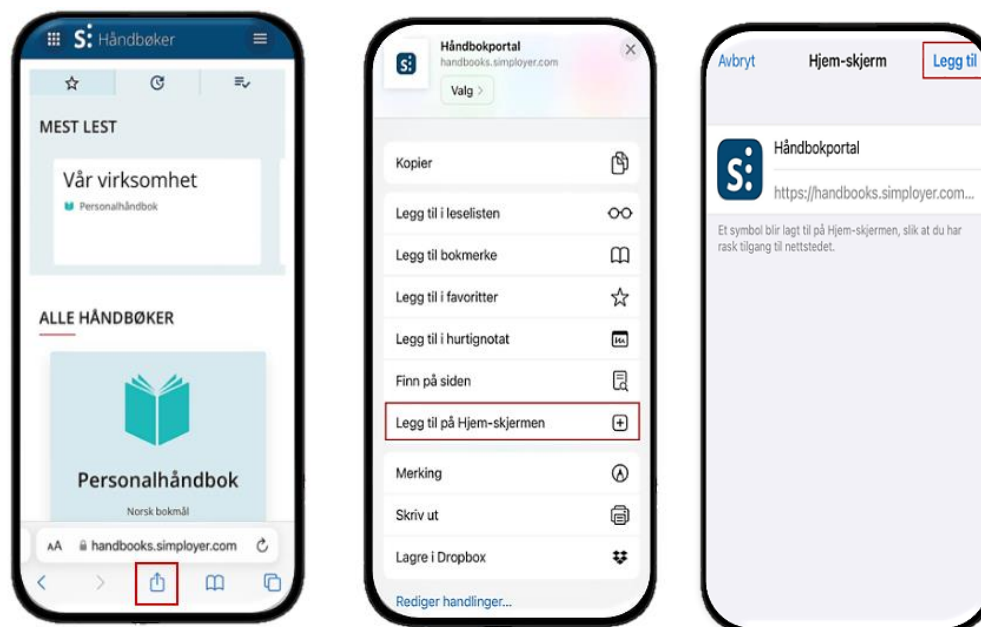 S: Håndbøker
MEST LEST
Vår virksomhet
Personalhåndbok
ALLE HÅNDBØKER
Personalhåndbok
Norsk bokmål
AA handbooks.simployer.com
Håndbokportal
handbooks.simployer.com
Valg >
Kopier
Legg til i leselisten
Legg til bokmerke
Legg til i favoritter
Legg til i hurtignotat
Finn på siden
Legg til på Hjem-skjermen
Merking
Skriv ut
Lagre i Dropbox
Rediger handlinger...
Avbryt Hjem-skjerm Legg til
Håndbokportal
https://handbooks.simployer.com...
Et symbol blir lagt til på Hjem-skjermen, slik at du har
rask tilgang til nettstedet.